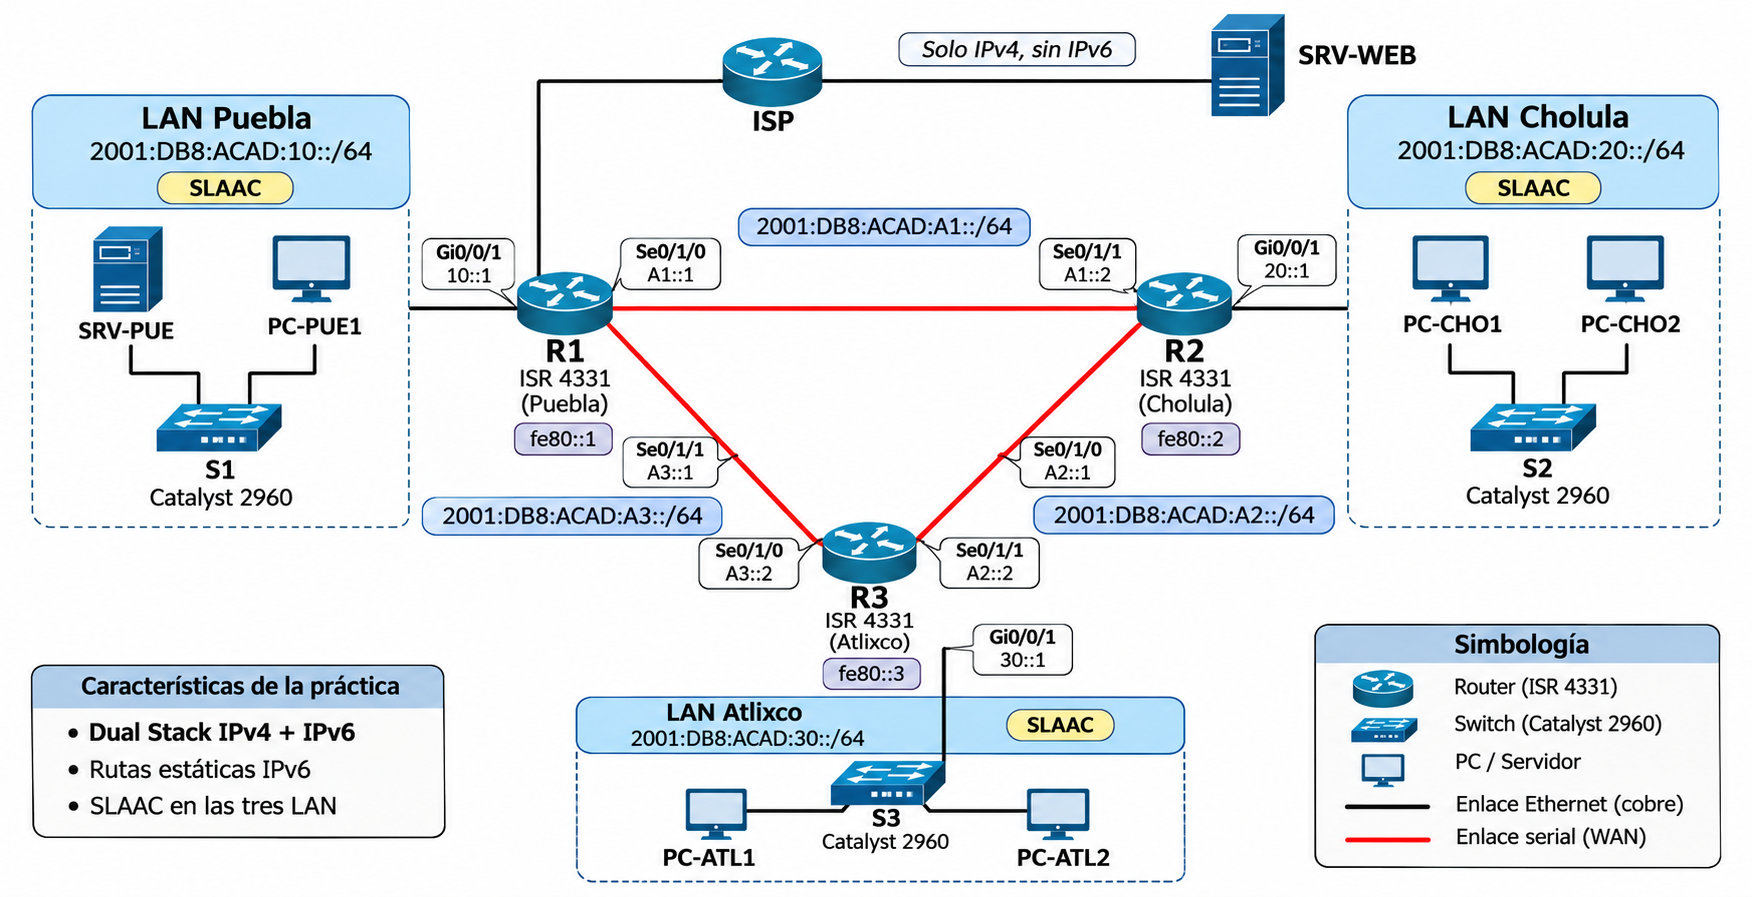 Solo IPv4, sin IPv6
SRV-WEB
ISP
LAN Puebla
2001:DB8:ACAD:10::/64
SLAAC
SRV-PUE
PC-PUE1
S1
Catalyst 2960
LAN Cholula
2001:DB8:ACAD:20::/64
SLAAC
PC-CHO1
PC-CHO2
S2
Catalyst 2960
2001:DB8:ACAD:A1::/64
Gi0/0/1
10::1
Se0/1/0
A1::1
Se0/1/1
A1::2
Gi0/0/1
20::1
R1
ISR 4331
(Puebla)
fe80::1
R2
ISR 4331
(Cholula)
fe80::2
Se0/1/1
A3::1
Se0/1/0
A2::1
2001:DB8:ACAD:A3::/64
2001:DB8:ACAD:A2::/64
Se0/1/0
A3::2
Se0/1/1
A2::2
R3
ISR 4331
(Atlixco)
fe80::3
Gi0/0/1
30::1
LAN Atlixco
2001:DB8:ACAD:30::/64
SLAAC
S3
Catalyst 2960
PC-ATL1
PC-ATL2
Características de la práctica
• Dual Stack IPv4 + IPv6
• Rutas estáticas IPv6
• SLAAC en las tres LAN
Simbología
Router (ISR 4331)
Switch (Catalyst 2960)
PC / Servidor
Enlace Ethernet (cobre)
Enlace serial (WAN)